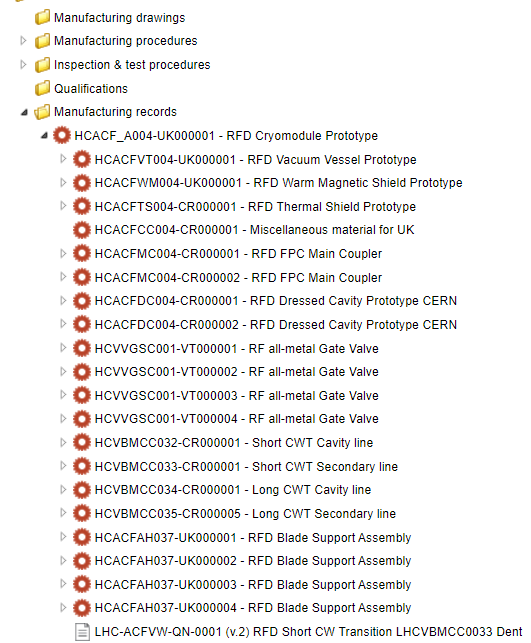 Manufacturing drawings
Manufacturing procedures
Inspection & test procedures
Qualifications
Manufacturing records
HCACF_A004-UK000001 - RFD Cryomodule Prototype
HCACFVT004-UK000001 - RFD Vacuum Vessel Prototype
HCACFWM004-UK000001 - RFD Warm Magnetic Shield Prototype
HCACFTS004-CR000001 - RFD Thermal Shield Prototype
HCACFCC004-CR000001 - Miscellaneous material for UK
HCACFMC004-CR000001 - RFD FPC Main Coupler
HCACFMC004-CR000002 - RFD FPC Main Coupler
HCACFDC004-CR000001 - RFD Dressed Cavity Prototype CERN
HCACFDC004-CR000002 - RFD Dressed Cavity Prototype CERN
HCVVGSC001-VT000001 - RF all-metal Gate Valve
HCVVGSC001-VT000002 - RF all-metal Gate Valve
HCVVGSC001-VT000003 - RF all-metal Gate Valve
HCVVGSC001-VT000004 - RF all-metal Gate Valve
HCVBMCC032-CR000001 - Short CWT Cavity line
HCVBMCC033-CR000001 - Short CWT Secondary line
HCVBMCC034-CR000001 - Long CWT Cavity line
HCVBMCC035-CR000005 - Long CWT Secondary line
HCACFAH037-UK000001 - RFD Blade Support Assembly
HCACFAH037-UK000002 - RFD Blade Support Assembly
HCACFAH037-UK000003 - RFD Blade Support Assembly
HCACFAH037-UK000004 - RFD Blade Support Assembly
LHC-ACFVW-QN-0001 (v.2) RFD Short CW Transition LHCVBMCC0033 Dent